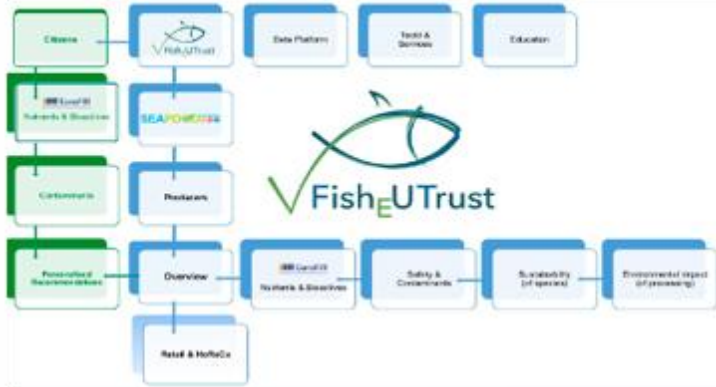 Citizens
FishEUTrust
Data Platform
Tools &
Services
Education
EuroFIR
Nutrients & Bioactives
SEAPOWER
Contaminants
Producers
FishEUTrust
Personalised
Recommendations
Overview
EuroFIR
Nutrients & Bioactives
Safety &
Contaminants
Sustainability
(of species)
Environmental Impact
(of processing)
Retail & HoReCa